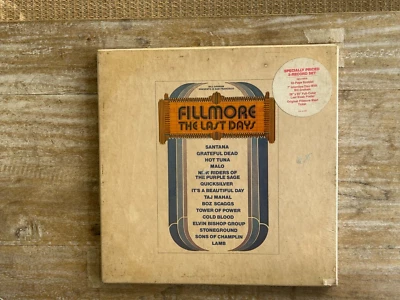 FILLMORE
THE LAST DAYS
SANTANA
GRATEFUL DEAD
HOT TUNA
MALO
NEW RIDERS OF
THE PURPLE SAGE
QUICKSILVER
IT'S A BEAUTIFUL DAY
TAJ MAHAL
BOZ SCAGGS
TOWER OF POWER
COLD BLOOD
ELVIN BISHOP GROUP
STONEGROUND
SONS OF CHAMPLIN
LAMB
SPECIALLY PRICED
3 RECORD SET